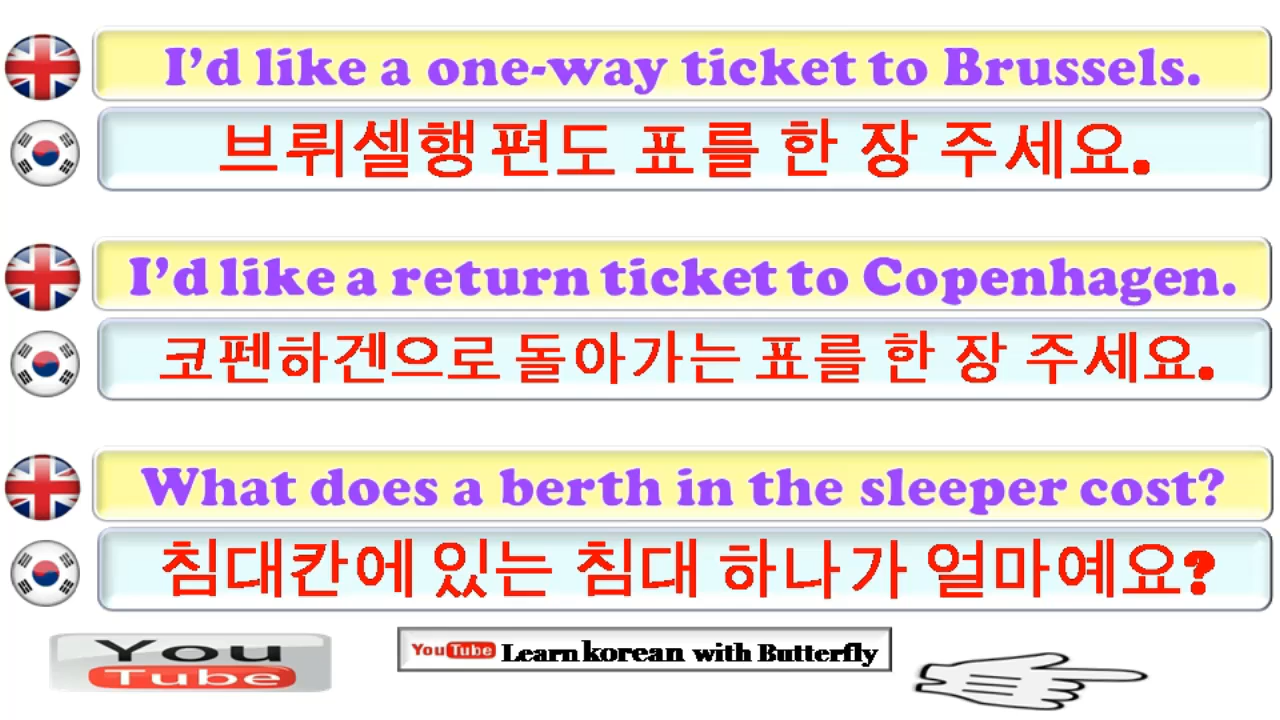 I'd like a one-way ticket to Brussels.
브뤼셀행 편도 표를 한 장 주세요.
I'd like a return ticket to Copenhagen.
코펜하겐으로 돌아가는 표를 한 장 주세요.
What does a berth in the sleeper cost?
침대칸에 있는 침대 하나가 얼마예요?
You
Tube
YouTube Learn korean with Butterfly